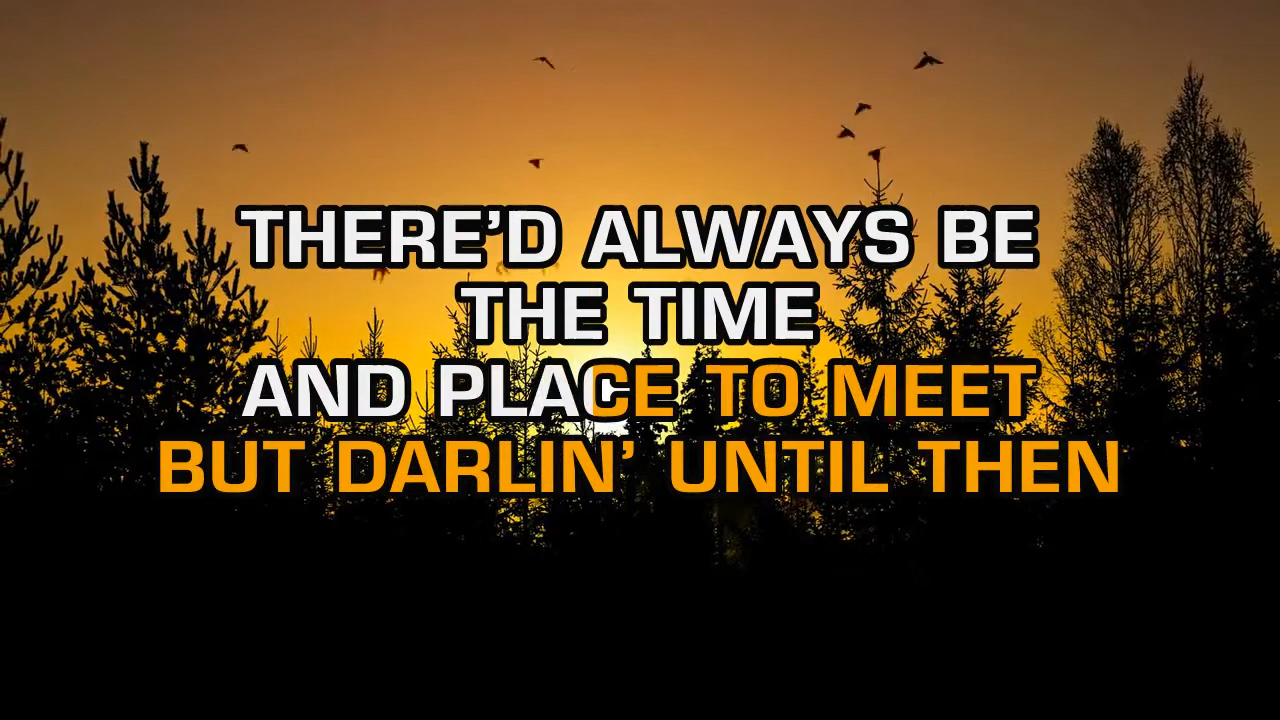 THERE’D ALWAYS BE
THE TIME
AND PLACE TO MEET
BUT DARLIN’ UNTIL THEN